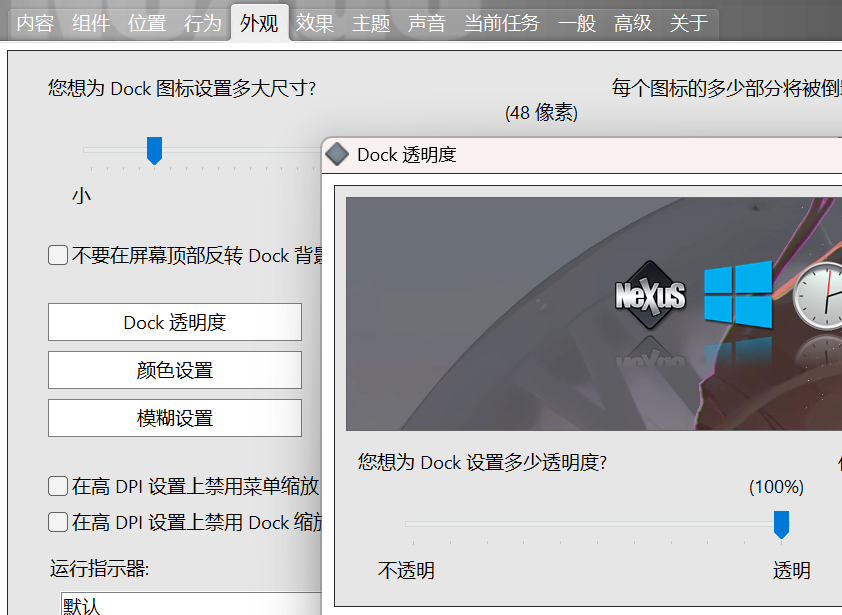 内容 组件 位置 行为 外观 效果 主题 声音 当前任务 一般 高级 关于
您想为 Dock 图标设置多大尺寸?
每个图标的多少部分将被倒
(48 像素)
小
不要在屏幕顶部反转 Dock 背
Dock 透明度
颜色设置
模糊设置
在高 DPI 设置上禁用菜单缩放
在高 DPI 设置上禁用 Dock 缩
运行指示器:
默认
Dock 透明度
NeXuS
您想为 Dock 设置多少透明度?
(100%)
不透明
透明